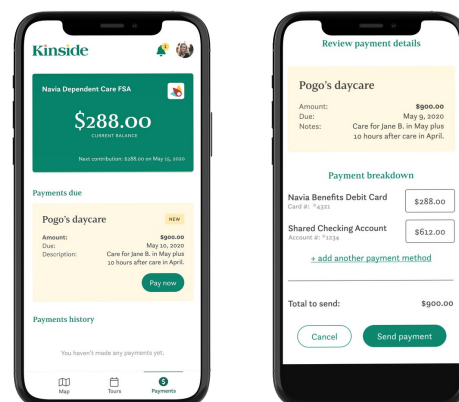 Kinside
Navia Dependent Care FSA
$288.00
CURRENT BALANCE
Next contribution: $288.00 on May 15, 2020
Payments due
Pogo's daycare
NEW
Amount: $900.00
Due: May 10, 2020
Description: Care for Jane B. in May plus
10 hours after care in April.
Pay now
Payments history
You haven't made any payments yet.
Map
Tours
Payments
Review payment details
Pogo's daycare
Amount: $900.00
Due: May 9, 2020
Notes: Care for Jane B. in May plus
10 hours after care in April.
Payment breakdown
Navia Benefits Debit Card $288.00
Card #: *4321
Shared Checking Account $612.00
Account #: *1234
+ add another payment method
Total to send: $900.00
Cancel
Send payment